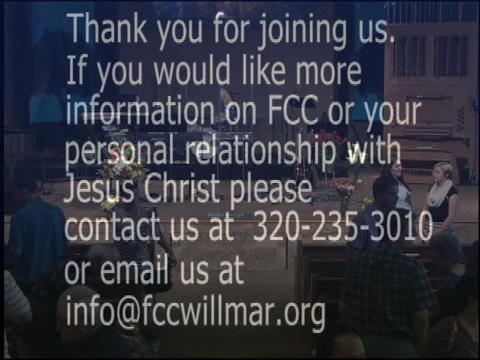 Thank you for joining us.
If you would like more
information on FCC or your
personal relationship with
Jesus Christ please
contact us at 320-235-3010
or email us at
info@fccwillmar.org